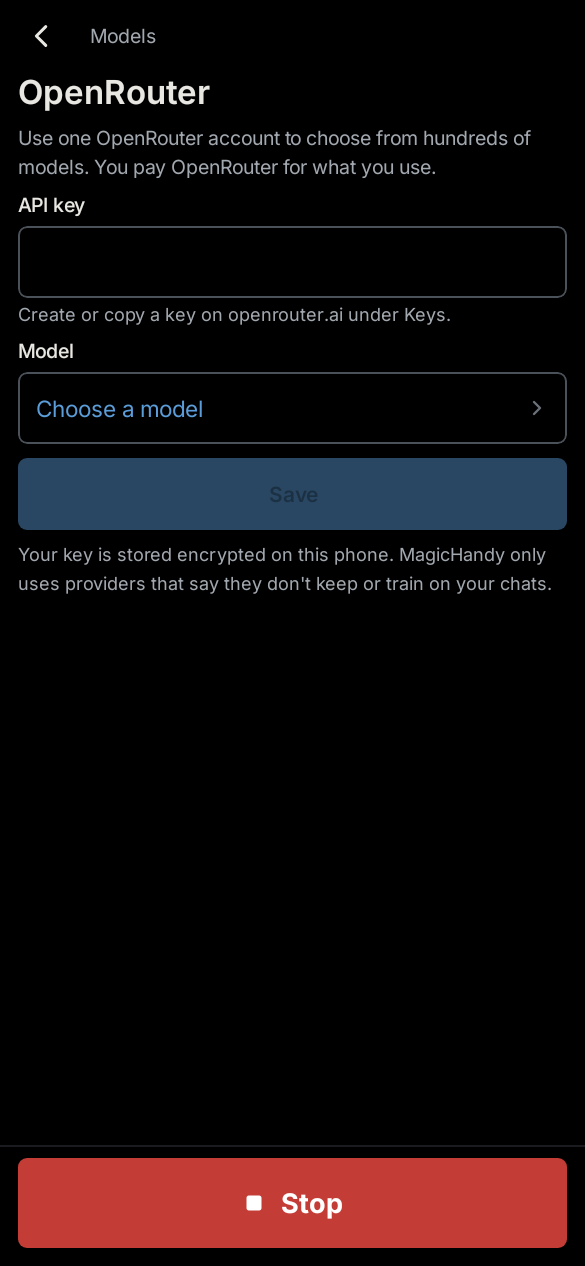 Models
OpenRouter
Use one OpenRouter account to choose from hundreds of
models. You pay OpenRouter for what you use.
API key
Create or copy a key on openrouter.ai under Keys.
Model
Choose a model
Save
Your key is stored encrypted on this phone. MagicHandy only
uses providers that say they don't keep or train on your chats.
Stop